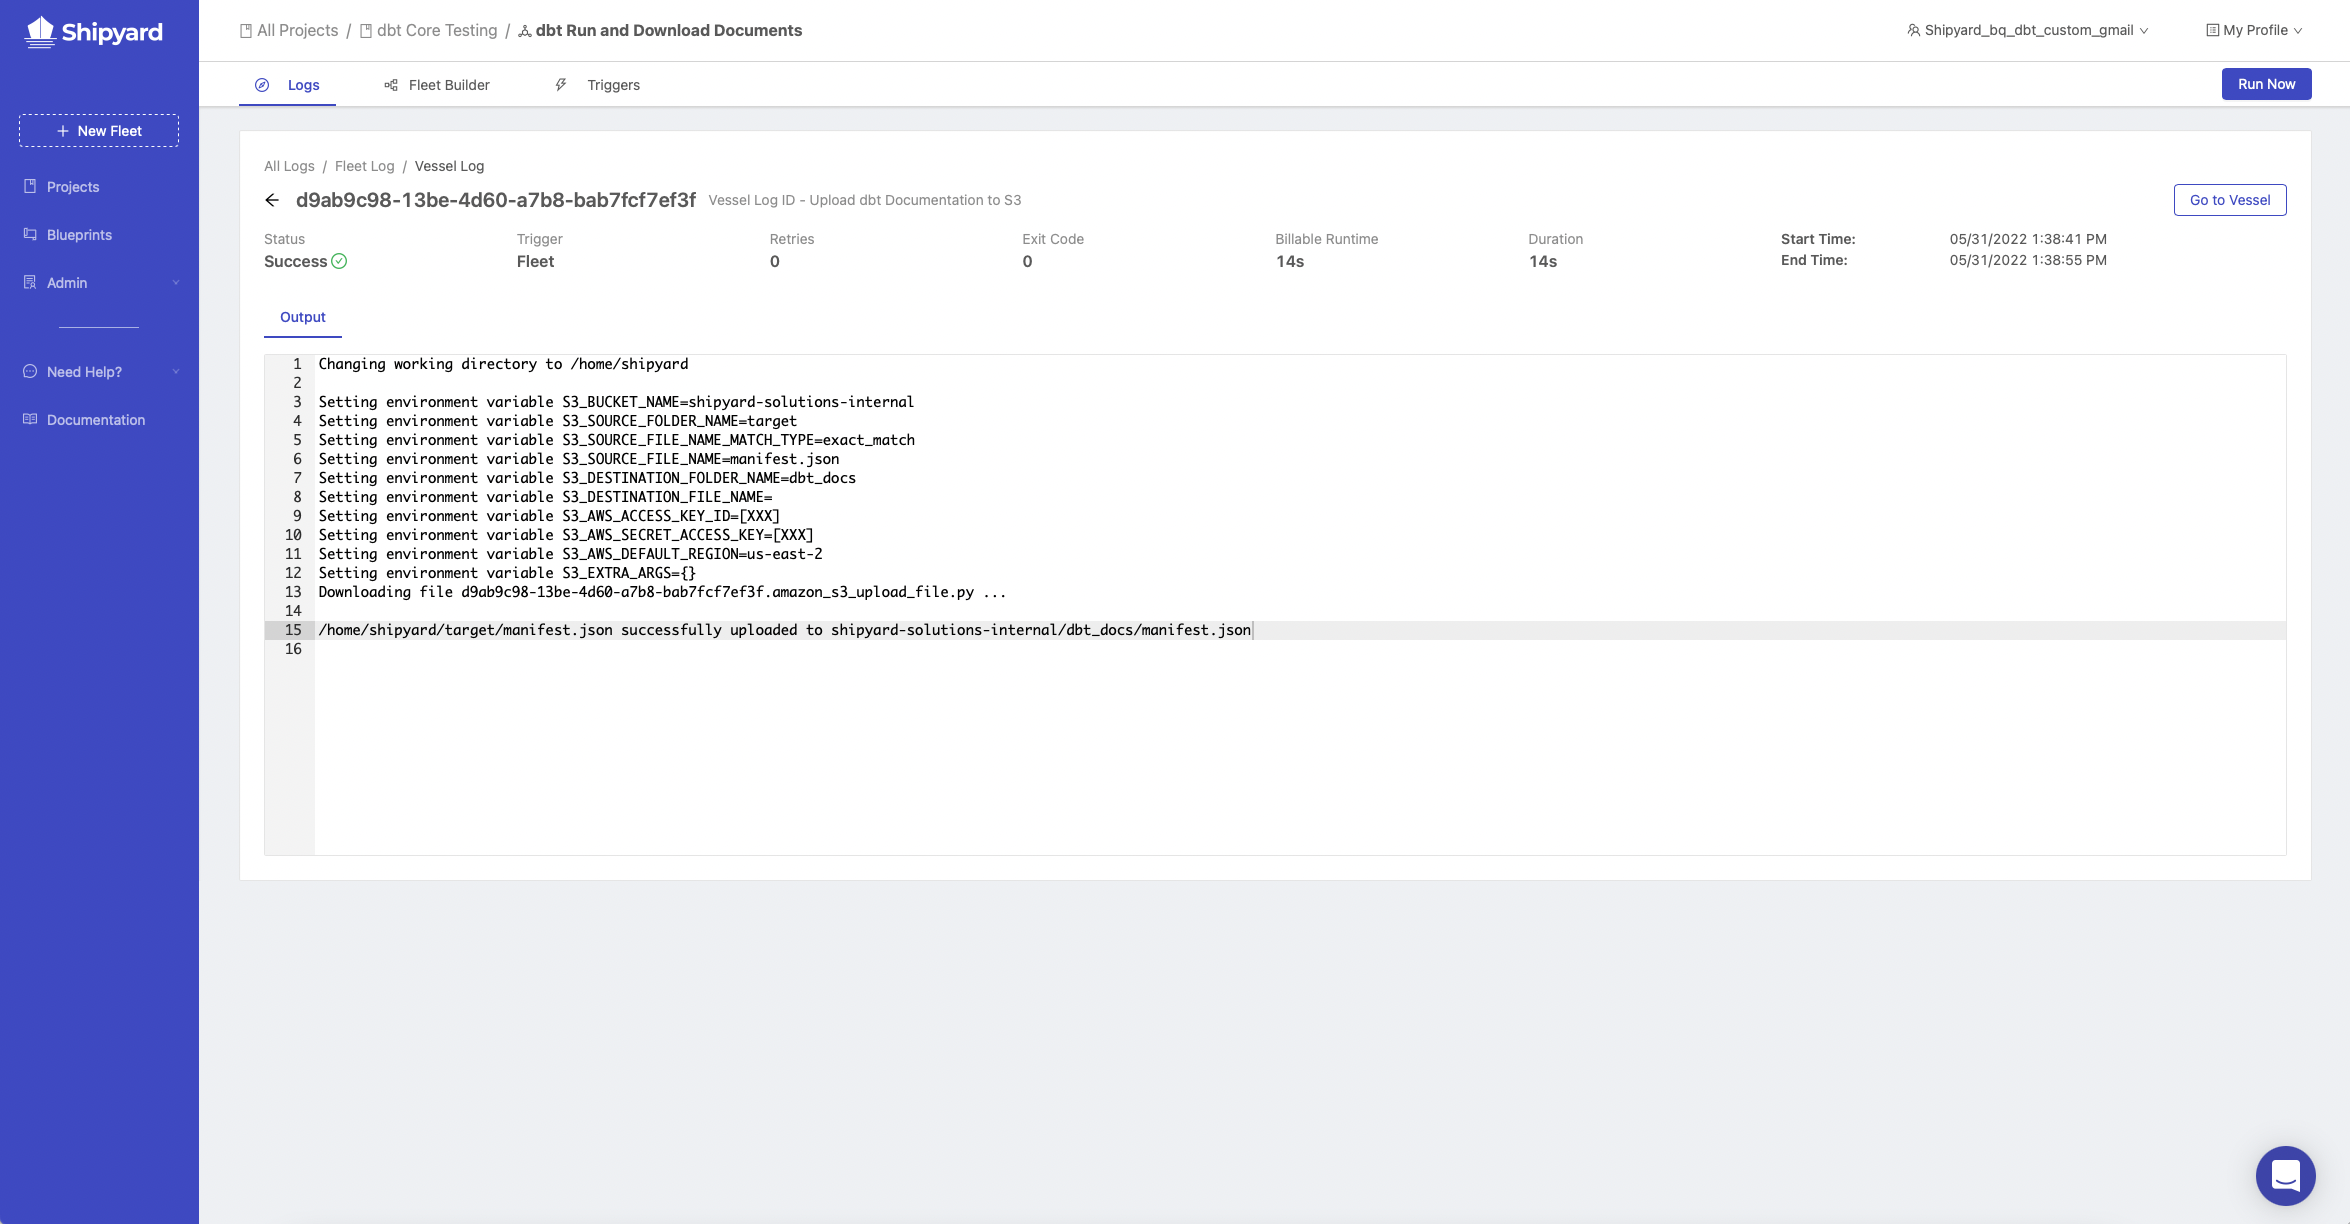 Shipyard
All Projects / dbt Core Testing / dbt Run and Download Documents
Shipyard_bq_dbt_custom_gmail
My Profile
Logs
Fleet Builder
Triggers
Run Now
New Fleet
Projects
Blueprints
Admin
Need Help?
Documentation
All Logs / Fleet Log / Vessel Log
d9ab9c98-13be-4d60-a7b8-bab7fcf7ef3f Vessel Log ID - Upload dbt Documentation to S3
Go to Vessel
Status
Success
Trigger
Fleet
Retries
0
Exit Code
0
Billable Runtime
14s
Duration
14s
Start Time: 05/31/2022 1:38:41 PM
End Time: 05/31/2022 1:38:55 PM
Output
1 Changing working directory to /home/shipyard
2
3 Setting environment variable S3_BUCKET_NAME=shipyard-solutions-internal
4 Setting environment variable S3_SOURCE_FOLDER_NAME=target
5 Setting environment variable S3_SOURCE_FILE_NAME_MATCH_TYPE=exact_match
6 Setting environment variable S3_SOURCE_FILE_NAME=manifest.json
7 Setting environment variable S3_DESTINATION_FOLDER_NAME=dbt_docs
8 Setting environment variable S3_DESTINATION_FILE_NAME=
9 Setting environment variable S3_AWS_ACCESS_KEY_ID=[XXX]
10 Setting environment variable S3_AWS_SECRET_ACCESS_KEY=[XXX]
11 Setting environment variable S3_AWS_DEFAULT_REGION=us-east-2
12 Setting environment variable S3_EXTRA_ARGS={}
13 Downloading file d9ab9c98-13be-4d60-a7b8-bab7fcf7ef3f.amazon_s3_upload_file.py ...
14
15 /home/shipyard/target/manifest.json successfully uploaded to shipyard-solutions-internal/dbt_docs/manifest.json
16